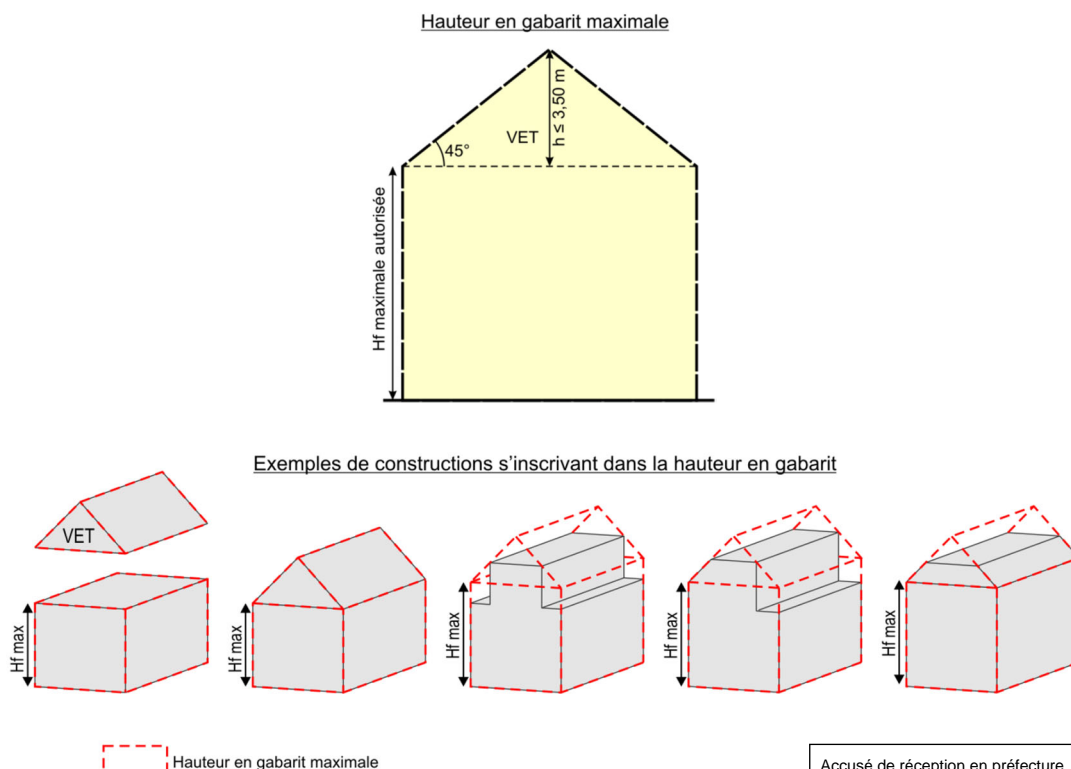 Hauteur en gabarit maximale
h ≤ 3,50 m
VET
45°
Hf maximale autorisée
Exemples de constructions s'inscrivant dans la hauteur en gabarit
VET
Hf max
Hf max
Hf max
Hf max
Hf max
Hauteur en gabarit maximale
Accusé de réception en préfecture